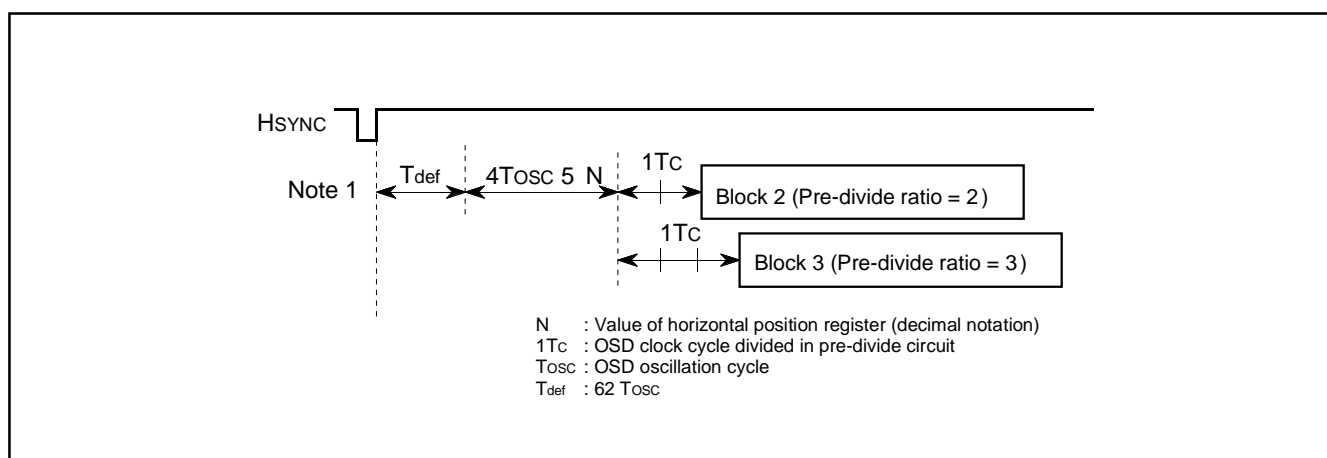 HSYNC
Note 1
Tdef
4TOSC 5 N
1TC
Block 2 (Pre-divide ratio = 2)
1TC
Block 3 (Pre-divide ratio = 3)
N : Value of horizontal position register (decimal notation)
1TC : OSD clock cycle divided in pre-divide circuit
TOSC : OSD oscillation cycle
Tdef : 62 TOSC